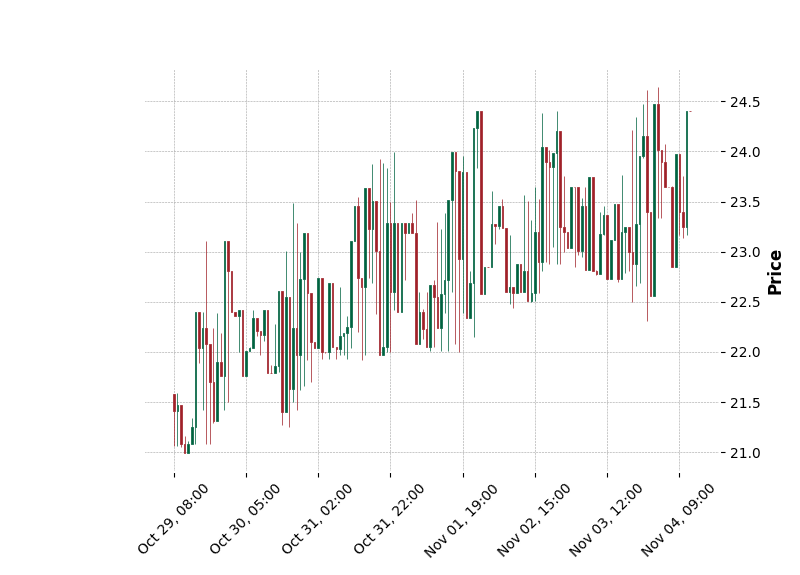 24.5
24.0
23.5
23.0
22.5
22.0
21.5
21.0
Price
Oct 29, 08:00
Oct 30, 05:00
Oct 31, 02:00
Oct 31, 22:00
Nov 01, 19:00
Nov 02, 15:00
Nov 03, 12:00
Nov 04, 09:00